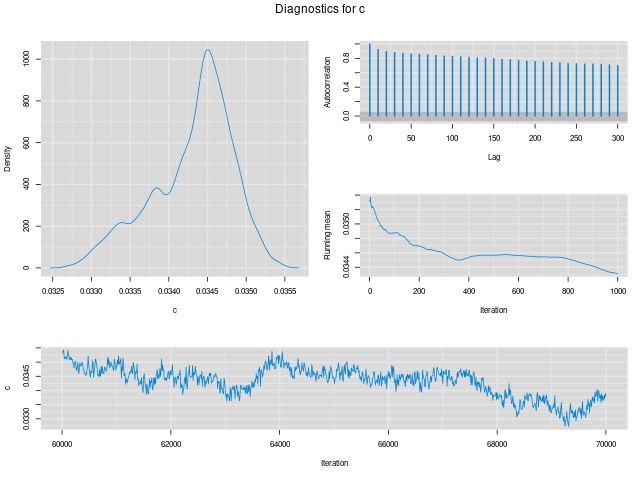 Diagnostics for c
Density
0 200 400 600 800 1000
0.0325 0.0330 0.0335 0.0340 0.0345 0.0350 0.0355
c
Autocorrelation
0.0 0.4 0.8
0 50 100 150 200 250 300
Lag
Running mean
0.0344 0.0350
0 200 400 600 800 1000
Iteration
c
0.0330 0.0345
60000 62000 64000 66000 68000 70000
Iteration